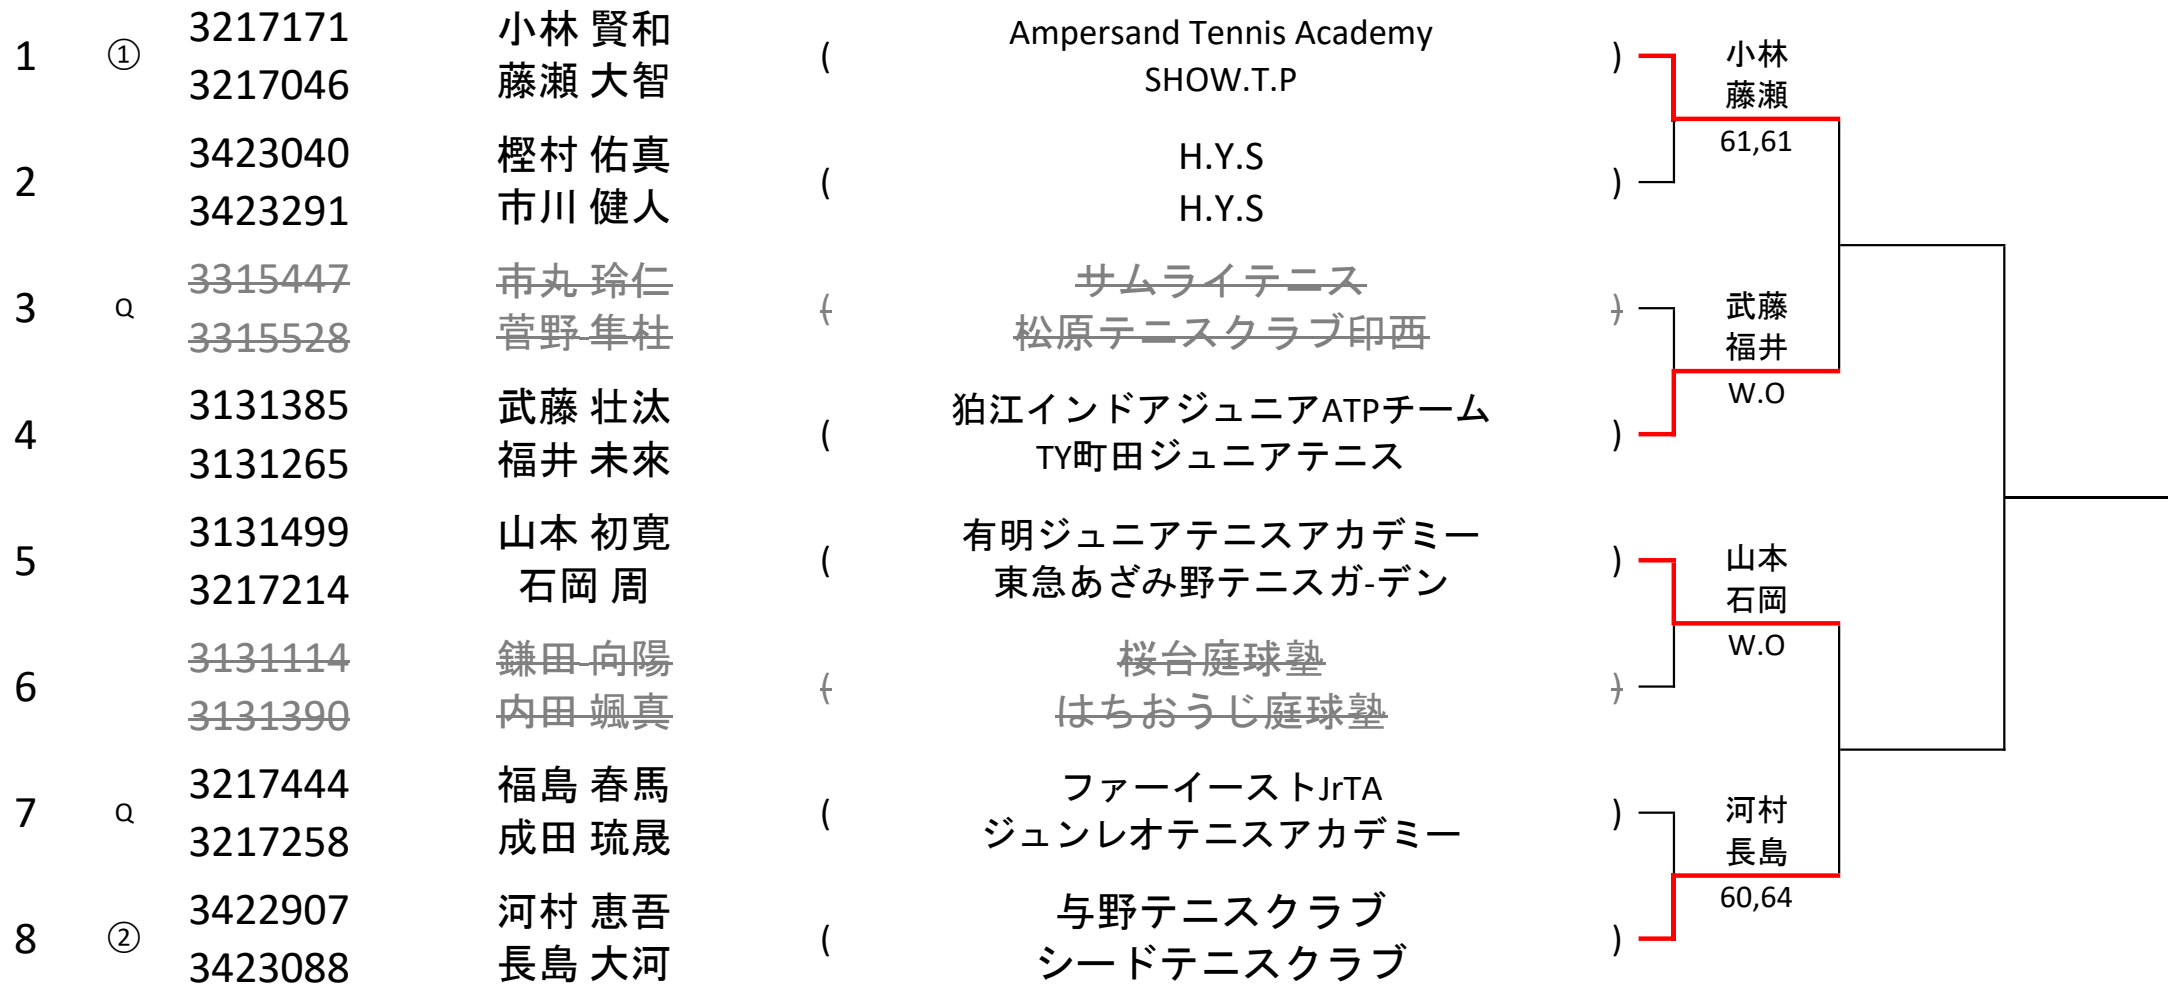 1 ① 3217171 小林 賢和 ( Ampersand Tennis Academy )
3217046 藤瀬 大智 SHOW.T.P
小林
藤瀬
61,61
2 3423040 樫村 佑真 ( H.Y.S )
3423291 市川 健人 H.Y.S
3 Q 3315447 市丸 玲仁 ( サムライテニス )
3315528 菅野 隼杜 松原テニスクラブ印西
武藤
福井
W.O
4 3131385 武藤 壮汰 ( 狛江インドアジュニアATPチーム )
3131265 福井 未來 TY町田ジュニアテニス
5 3131499 山本 初寛 ( 有明ジュニアテニスアカデミー )
3217214 石岡 周 東急あざみ野テニスガ-デン
山本
石岡
W.O
6 3131114 鎌田 向陽 ( 桜台庭球塾 )
3131390 内田 颯真 はちおうじ庭球塾
7 Q 3217444 福島 春馬 ( ファーイーストJrTA )
3217258 成田 琉晟 ジュンレオテニスアカデミー
河村
長島
60,64
8 ② 3422907 河村 恵吾 ( 与野テニスクラブ )
3423088 長島 大河 シードテニスクラブ